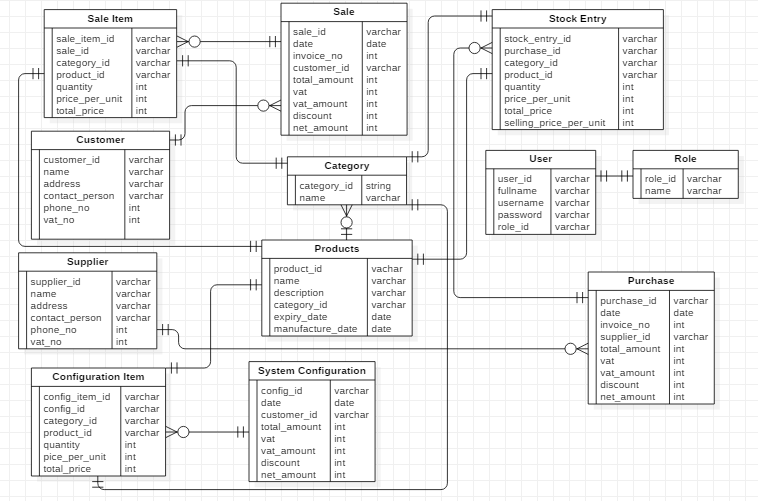 Sale Item
sale_item_id varchar
sale_id varchar
category_id varchar
product_id varchar
quantity int
price_per_unit int
total_price int
Sale
sale_id varchar
date date
invoice_no int
customer_id varchar
total_amount int
vat int
vat_amount int
discount int
net_amount int
Stock Entry
stock_entry_id varchar
purchase_id varchar
category_id varchar
product_id varchar
quantity int
price_per_unit int
total_price int
selling_price_per_unit int
Customer
customer_id varchar
name varchar
address varchar
contact_person varchar
phone_no int
vat_no int
Category
category_id string
name varchar
User
user_id varchar
fullname varchar
username varchar
password varchar
role_id varchar
Role
role_id varchar
name varchar
Supplier
supplier_id varchar
name varchar
address varchar
contact_person varchar
phone_no int
vat_no int
Products
product_id vachar
name varchar
description varchar
category_id varchar
expiry_date date
manufacture_date date
Purchase
purchase_id varchar
date date
invoice_no int
supplier_id varchar
total_amount int
vat int
vat_amount int
discount int
net_amount int
Configuration Item
config_item_id varchar
config_id varchar
category_id varchar
product_id varchar
quantity int
pice_per_unit int
total_price int
System Configuration
config_id varchar
date date
customer_id varchar
total_amount int
vat int
vat_amount int
discount int
net_amount int